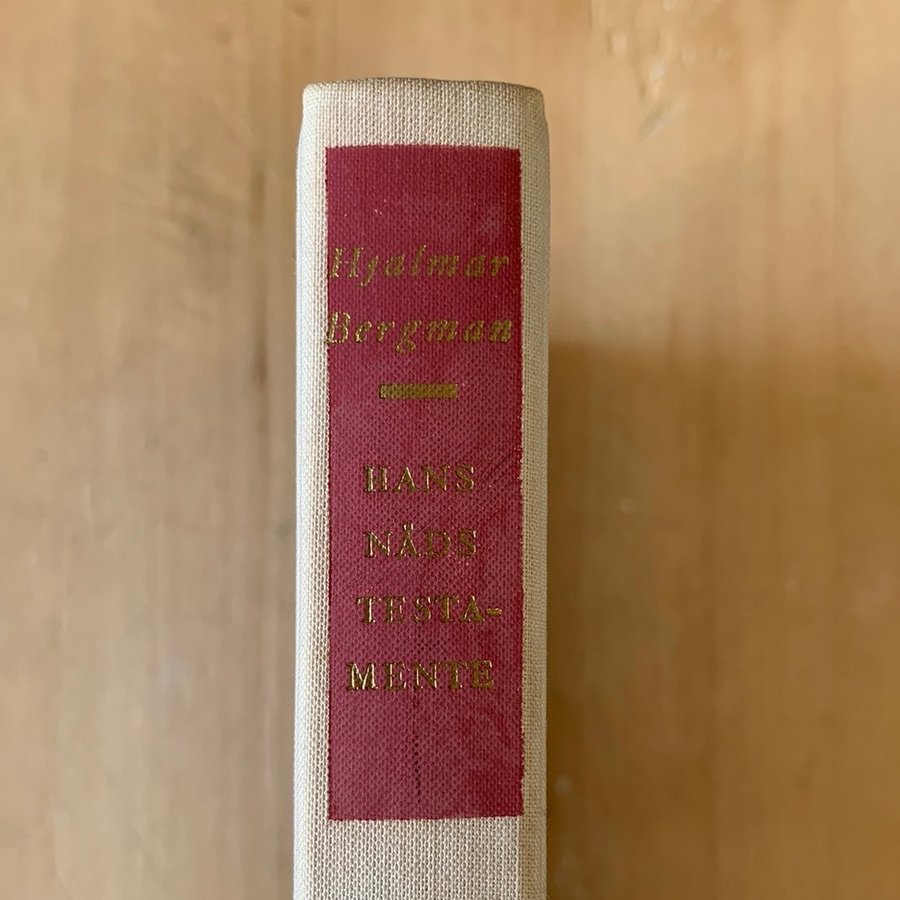 Hjalmar
Bergman
HANS
NÅDS
TESTA-
MENTE